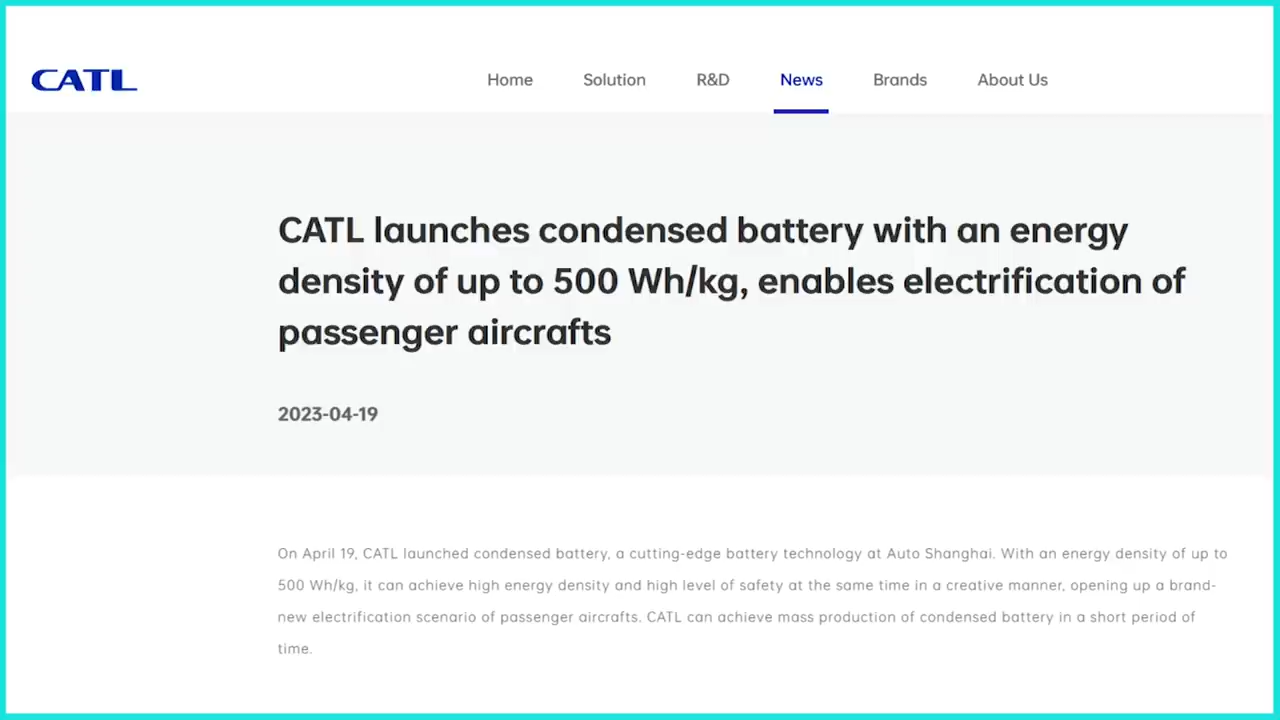 CATL
Home Solution R&D News Brands About Us
CATL launches condensed battery with an energy
density of up to 500 Wh/kg, enables electrification of
passenger aircrafts
2023-04-19
On April 19, CATL launched condensed battery, a cutting-edge battery technology at Auto Shanghai. With an energy density of up to
500 Wh/kg, it can achieve high energy density and high level of safety at the same time in a creative manner, opening up a brand-
new electrification scenario of passenger aircrafts. CATL can achieve mass production of condensed battery in a short period of
time.